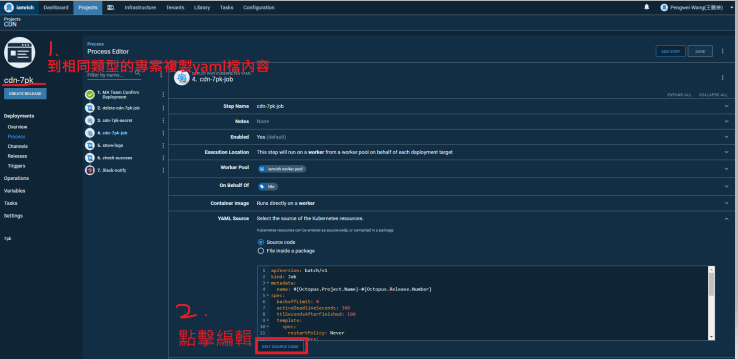 iamrich
Dashboard
Projects
Infrastructure
Tenants
Library
Tasks
Configuration
Projects
CDN
cdn-7pk
CREATE RELEASE
Deployments
Overview
Process
Channels
Releases
Triggers
Operations
Variables
Tasks
Settings
7pk
1.
到相同類型的專案複製yaml檔內容
Process
Process Editor
ADD STEP
SAVE
Filter by name...
1. MA Team Confirm Deployment
2. delete-cdn-7pk-job
3. cdn-7pk-secret
4. cdn-7pk-job
5. show-logs
6. check-success
7. Slack-notify
DEPLOY RAW KUBERNETES YAML
4. cdn-7pk-job
EXPAND ALL
COLLAPSE ALL
Step Name cdn-7pk-job
Notes None
Enabled Yes (default)
Execution Location This step will run on a worker from a worker pool on behalf of each deployment target
Worker Pool iamrich worker pool
On Behalf Of
Container Image Runs directly on a worker
YAML Source Select the source of the Kubernetes resources.
Kubernetes resources can be entered as source-code, or contained in a package
Source code
File inside a package
1 apiVersion: batch/v1
2 kind: Job
3 metadata:
4 name: #{Octopus.Project.Name}-#{Octopus.Release.Number}
5 spec:
6 backoffLimit: 0
7 activeDeadlineSeconds: 300
8 ttlSecondsAfterFinished: 100
9 template:
10 spec:
11 restartPolicy: Never
2.
點擊編輯
EDIT SOURCE CODE